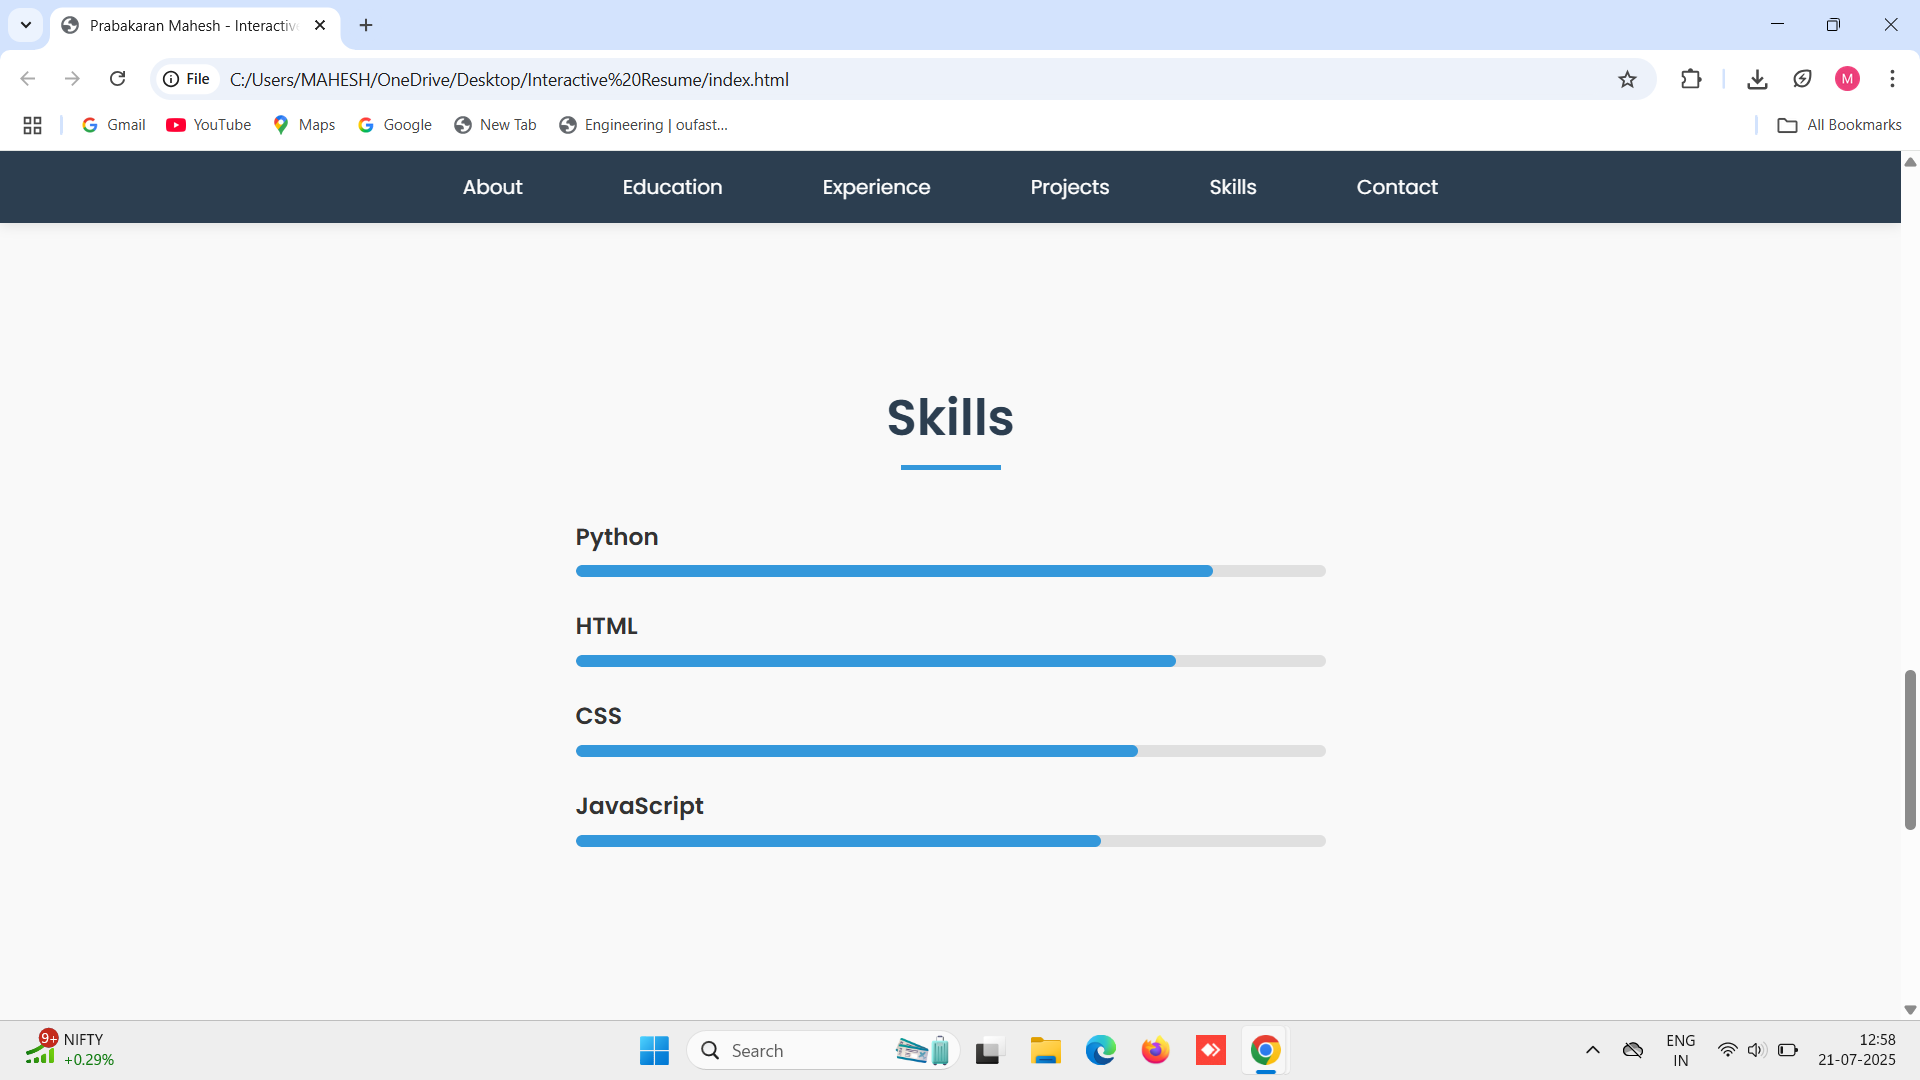 Prabakaran Mahesh - Interactiv
File
C:/Users/MAHESH/OneDrive/Desktop/Interactive%20Resume/index.html
M
Gmail
YouTube
Maps
Google
New Tab
Engineering | oufast...
All Bookmarks
About
Education
Experience
Projects
Skills
Contact
Skills
Python
HTML
CSS
JavaScript
9+
NIFTY
+0.29%
Search
ENG
IN
12:58
21-07-2025